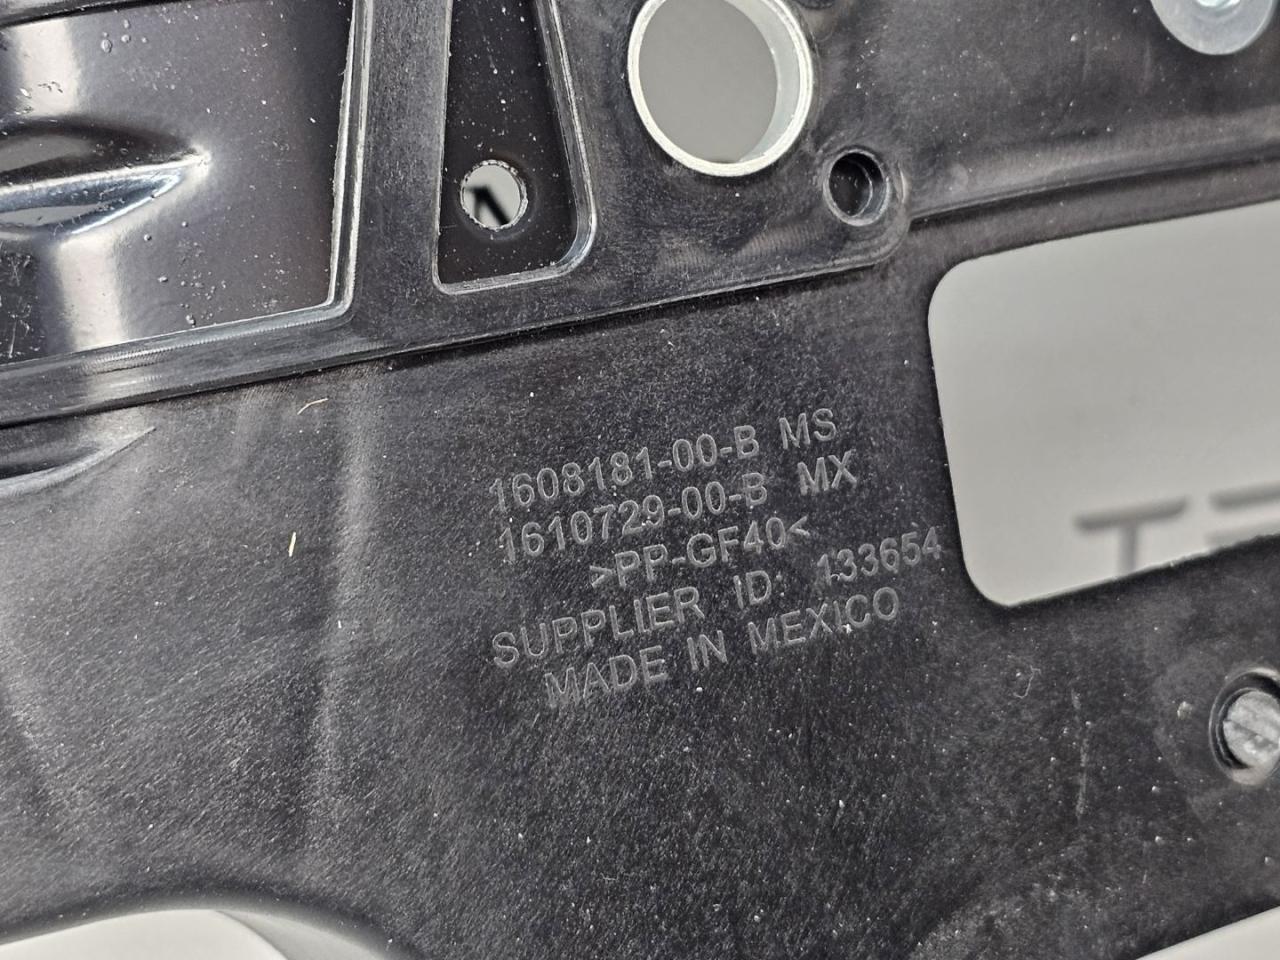 1608181-00-B MS
1610729-00-B MX
>PP-GF40<
SUPPLIER ID: 133654
MADE IN MEXICO